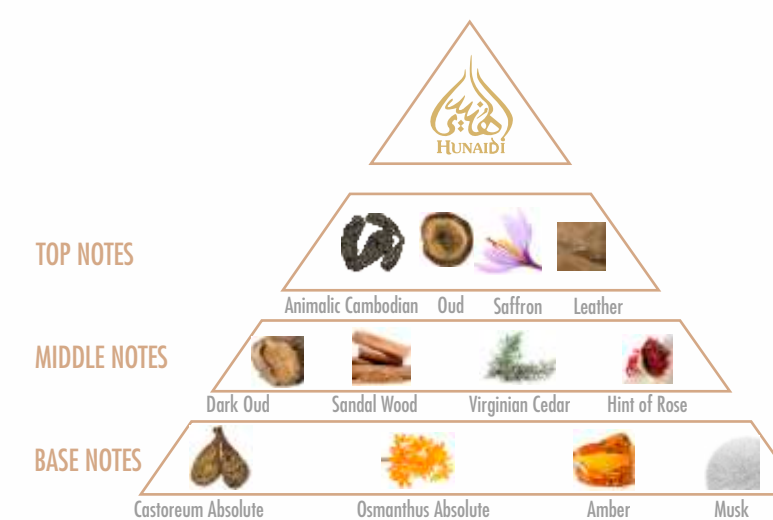 هنيدي
HUNAIDI
TOP NOTES
Animalic Cambodian Oud Saffron Leather
MIDDLE NOTES
Dark Oud Sandal Wood Virginian Cedar Hint of Rose
BASE NOTES
Castoreum Absolute Osmanthus Absolute Amber Musk